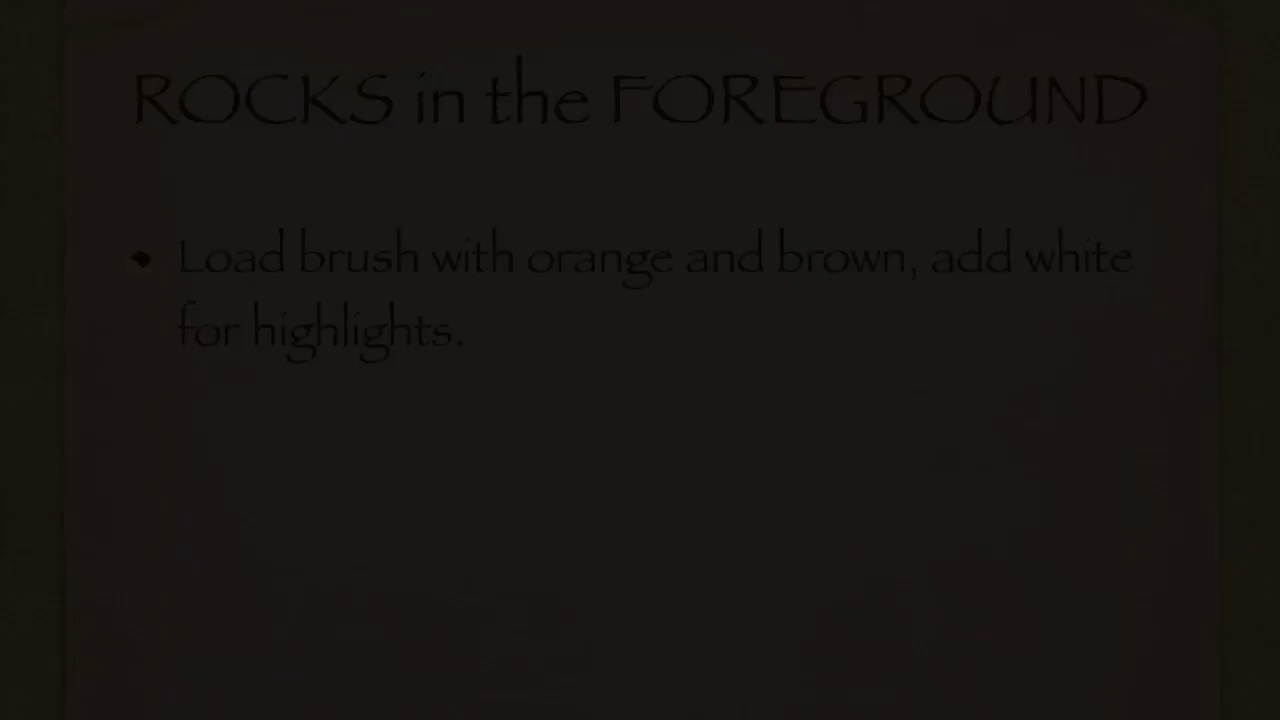 ROCKS in the FOREGROUND
• Load brush with orange and brown, add white
for highlights.